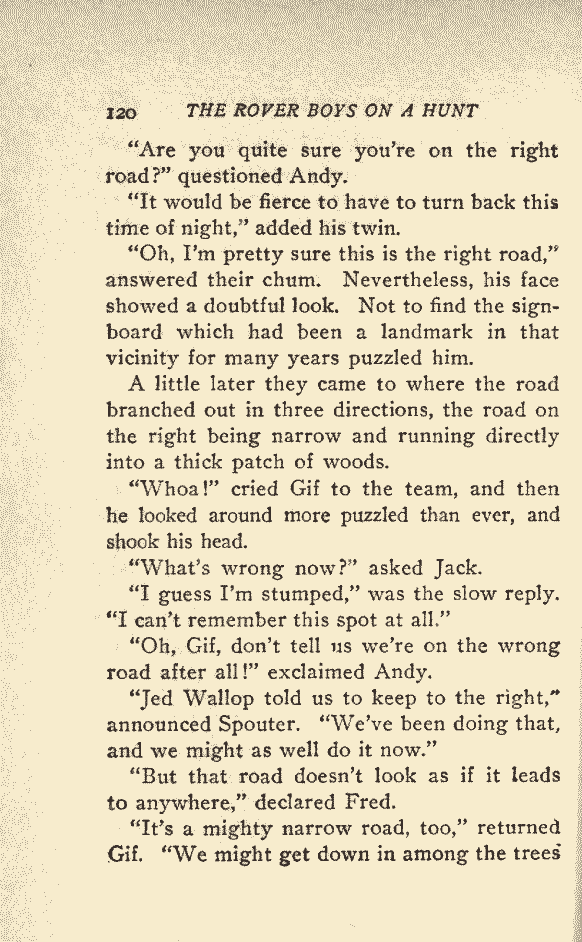 120 THE ROVER BOYS ON A HUNT
"Are you quite sure you're on the right
road?" questioned Andy.
"It would be fierce to have to turn back this
time of night," added his twin.
"Oh, I'm pretty sure this is the right road,"
answered their chum. Nevertheless, his face
showed a doubtful look. Not to find the sign-
board which had been a landmark in that
vicinity for many years puzzled him.
A little later they came to where the road
branched out in three directions, the road on
the right being narrow and running directly
into a thick patch of woods.
"Whoa!" cried Gif to the team, and then
he looked around more puzzled than ever, and
shook his head.
"What's wrong now?" asked Jack.
"I guess I'm stumped," was the slow reply.
"I can't remember this spot at all."
"Oh, Gif, don't tell us we're on the wrong
road after all!" exclaimed Andy.
"Jed Wallop told us to keep to the right,"
announced Spouter. "We've been doing that,
and we might as well do it now."
"But that road doesn't look as if it leads
to anywhere," declared Fred.
"It's a mighty narrow road, too," returned
Gif. "We might get down in among the trees